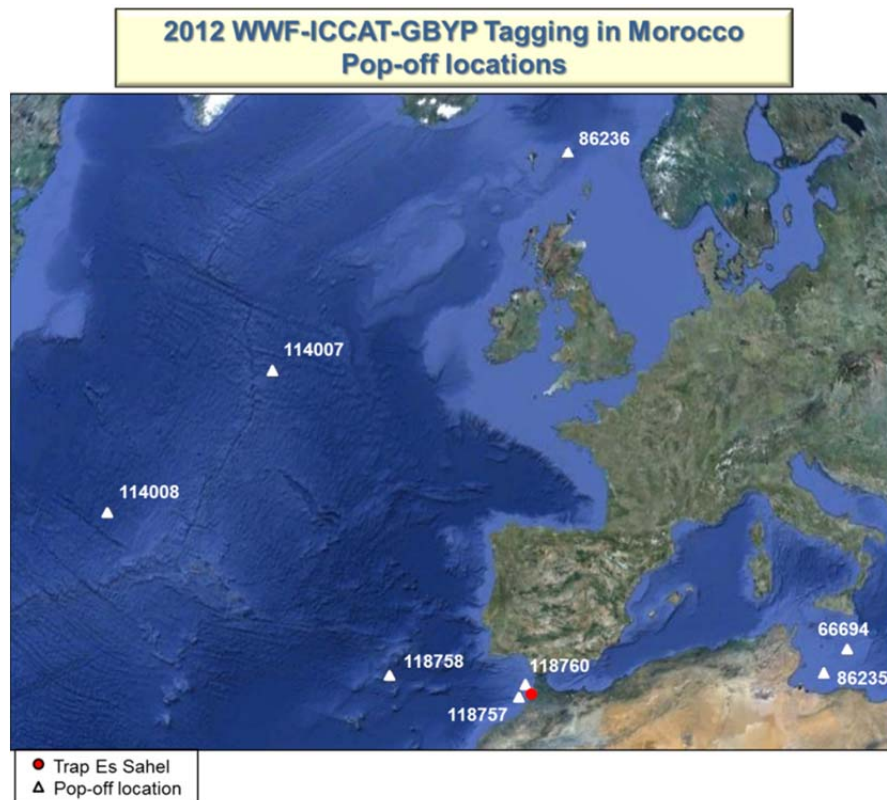 2012 WWF-ICCAT-GBYP Tagging in Morocco
Pop-off locations
86236
114007
114008
66694
118758
118760
86235
118757
Trap Es Sahel
Pop-off location